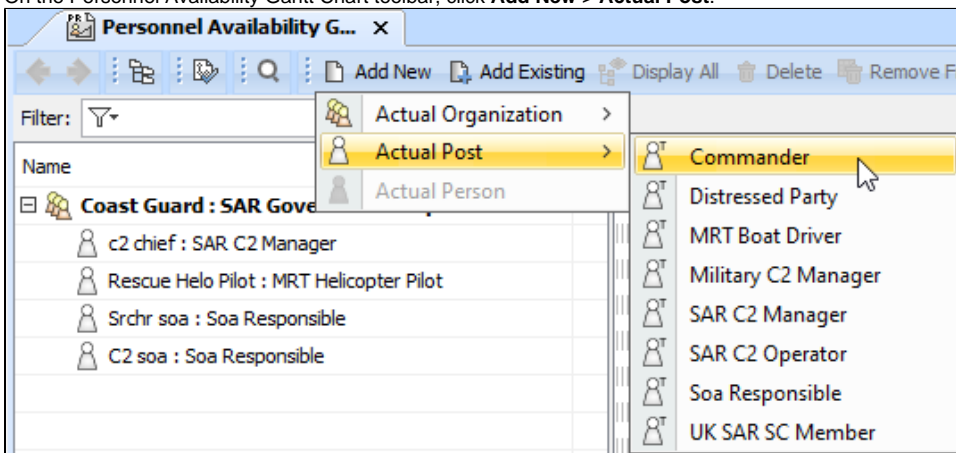 On the Personnel Availability Gantt Chart toolbar, click Add New > Actual Post.
Personnel Availability G... X
Add New Add Existing Display All Delete Remove F
Filter:
Actual Organization >
Name
Actual Post >
Commander
Actual Person
Distressed Party
Coast Guard : SAR Gove
c2 chief : SAR C2 Manager
MRT Boat Driver
Rescue Helo Pilot : MRT Helicopter Pilot
Military C2 Manager
Srchr soa : Soa Responsible
SAR C2 Manager
C2 soa : Soa Responsible
SAR C2 Operator
Soa Responsible
UK SAR SC Member